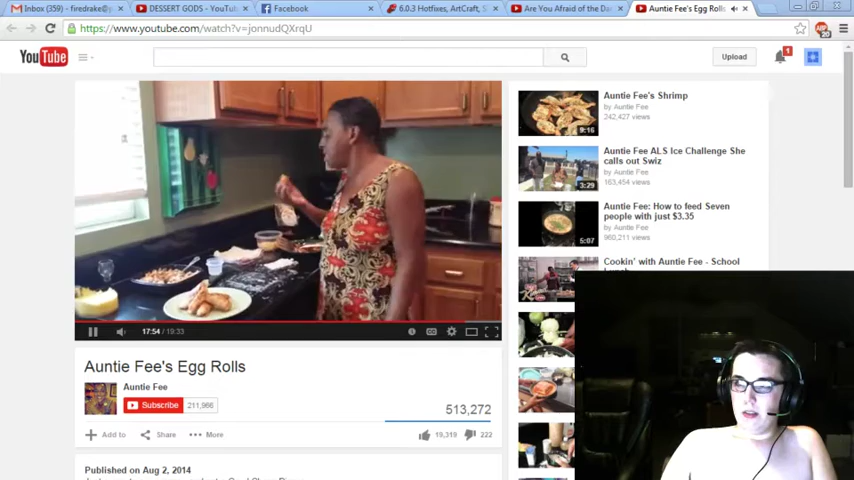 Inbox (359) - firedrake@
DESSERT GODS - YouTub
Facebook
6.0.3 Hotfixes, ArtCraft, S
Are You Afraid of the Da
Auntie Fee's Egg Rolls
https://www.youtube.com/watch?v=jonnudQXrqU
20
YouTube
Upload
1
17:54 / 19:33
Auntie Fee's Egg Rolls
Auntie Fee
Subscribe
211,966
513,272
Add to
Share
More
19,319
222
Published on Aug 2, 2014
Auntie Fee's Shrimp
by Auntie Fee
242,427 views
9:16
Auntie Fee ALS Ice Challenge She
calls out Swiz
by Auntie Fee
163,454 views
3:29
Auntie Fee: How to feed Seven
people with just $3.35
by Auntie Fee
960,211 views
5:07
Cookin' with Auntie Fee - School
Lunch